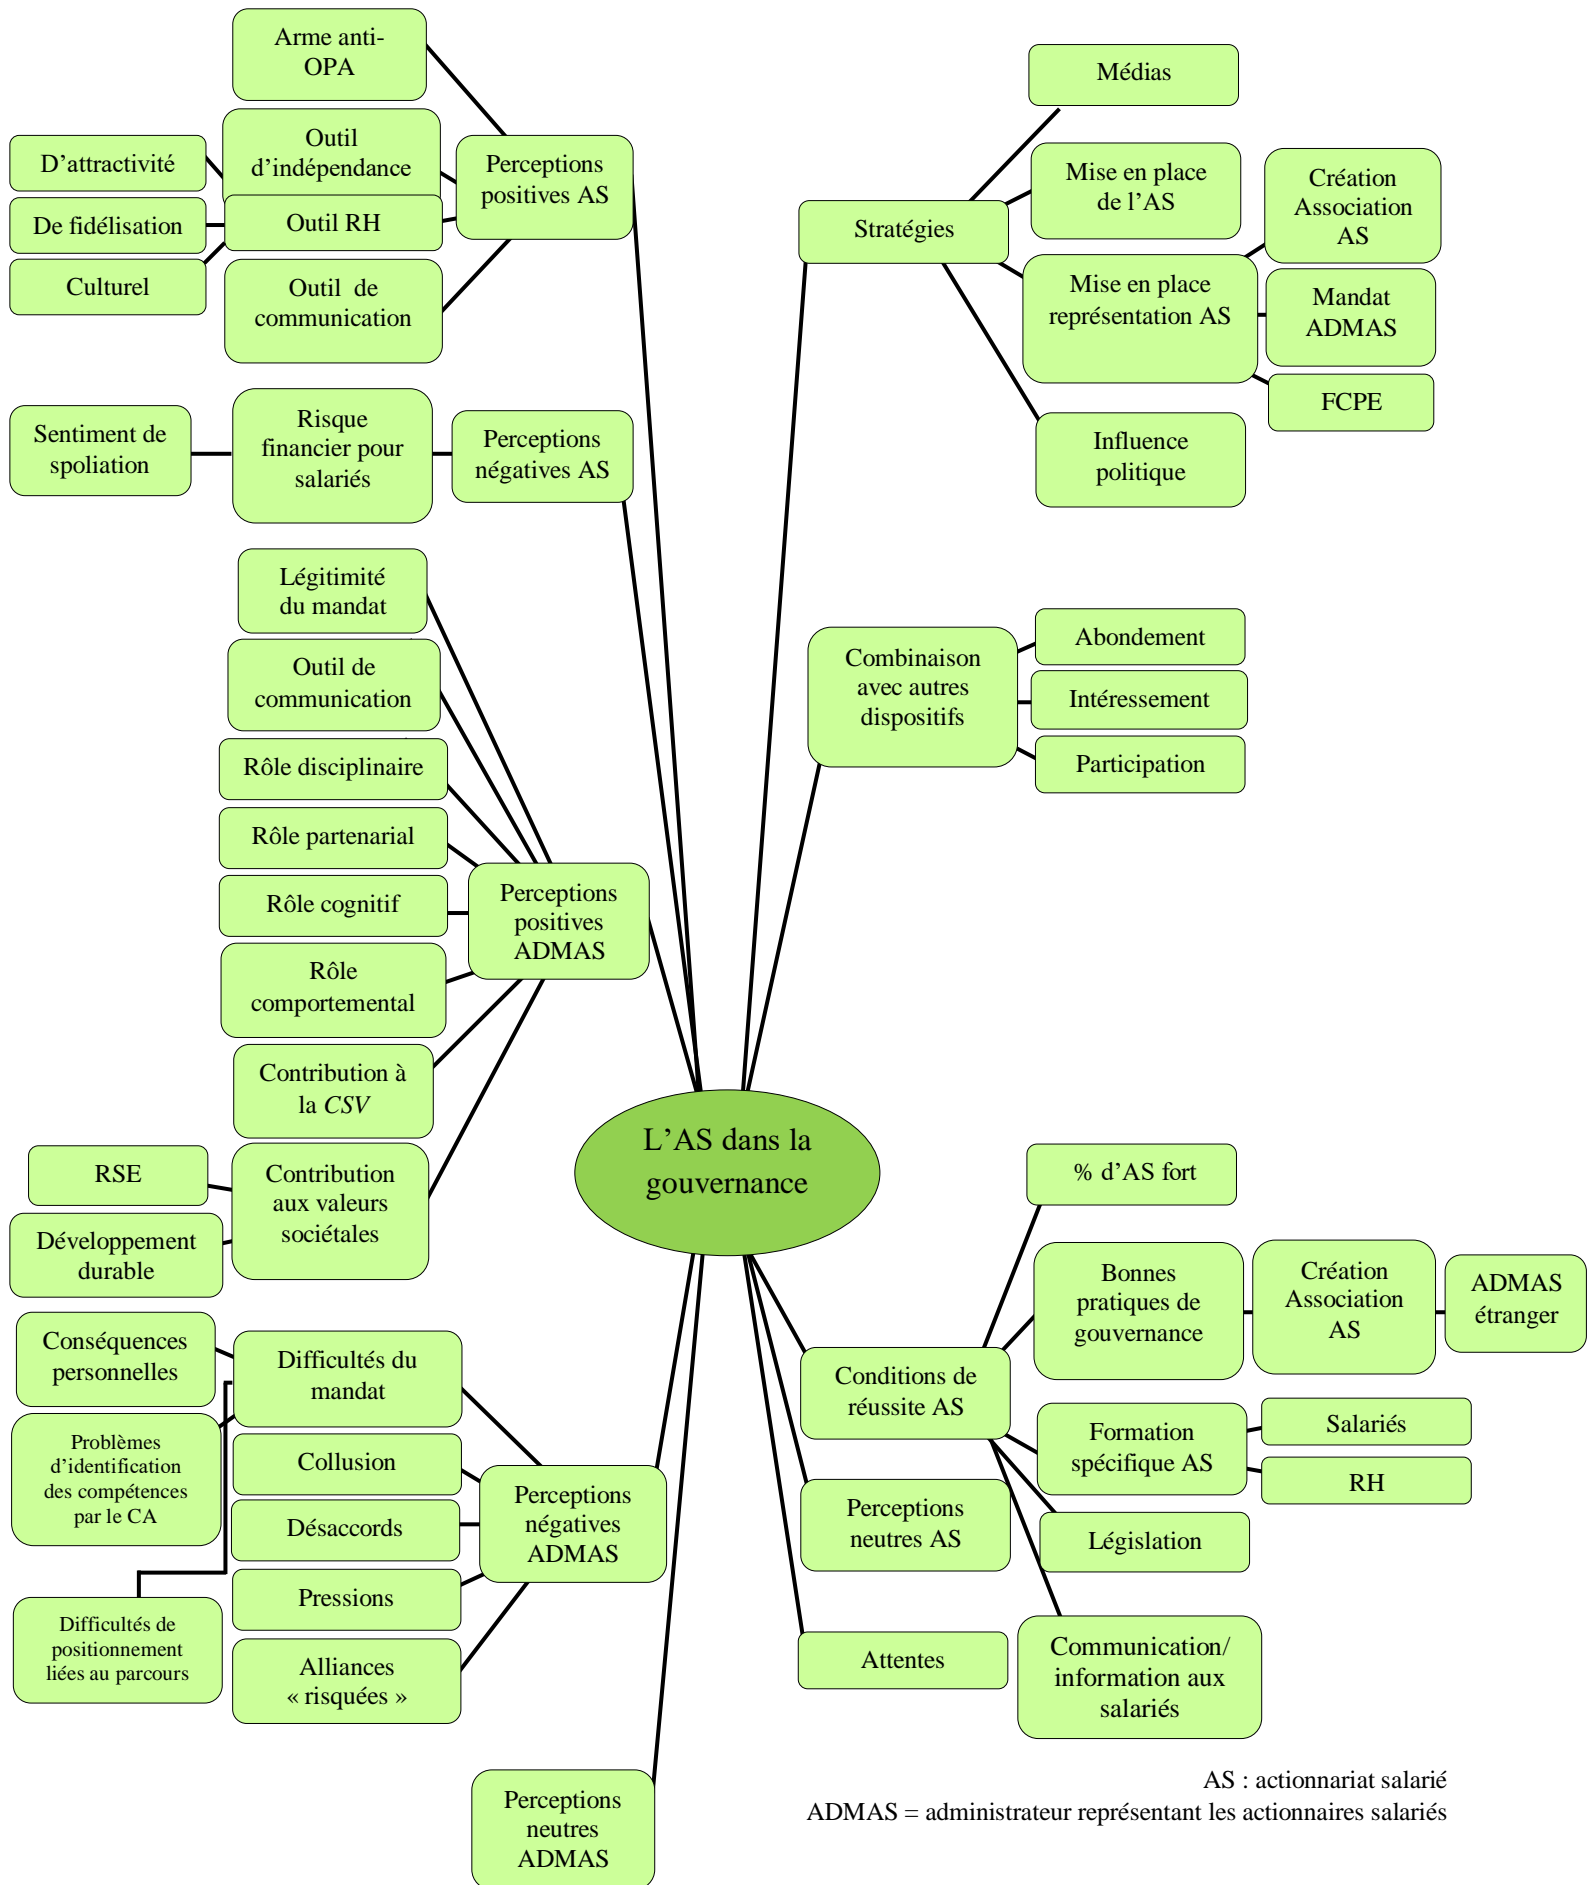 Arme anti-
OPA
Outil
d’indépendance
D’attractivité
De fidélisation
Culturel
Outil RH
Outil de
communication
Perceptions
positives AS
Sentiment de
spoliation
Risque
financier pour
salariés
Perceptions
négatives AS
Légitimité
du mandat
Outil de
communication
Rôle disciplinaire
Rôle partenarial
Rôle cognitif
Rôle
comportemental
Contribution à
la CSV
Perceptions
positives
ADMAS
RSE
Développement
durable
Contribution
aux valeurs
sociétales
Conséquences
personnelles
Problèmes
d’identification
des compétences
par le CA
Difficultés de
positionnement
liées au parcours
Difficultés du
mandat
Collusion
Désaccords
Pressions
Alliances
« risquées »
Perceptions
négatives
ADMAS
Perceptions
neutres
ADMAS
L’AS dans la
gouvernance
Stratégies
Médias
Mise en place
de l’AS
Mise en place
représentation AS
Création
Association
AS
Mandat
ADMAS
FCPE
Influence
politique
Combinaison
avec autres
dispositifs
Abondement
Intéressement
Participation
% d’AS fort
Bonnes
pratiques de
gouvernance
Création
Association
AS
ADMAS
étranger
Conditions de
réussite AS
Formation
spécifique AS
Salariés
RH
Législation
Communication/
information aux
salariés
Perceptions
neutres AS
Attentes
AS : actionnariat salarié
ADMAS = administrateur représentant les actionnaires salariés